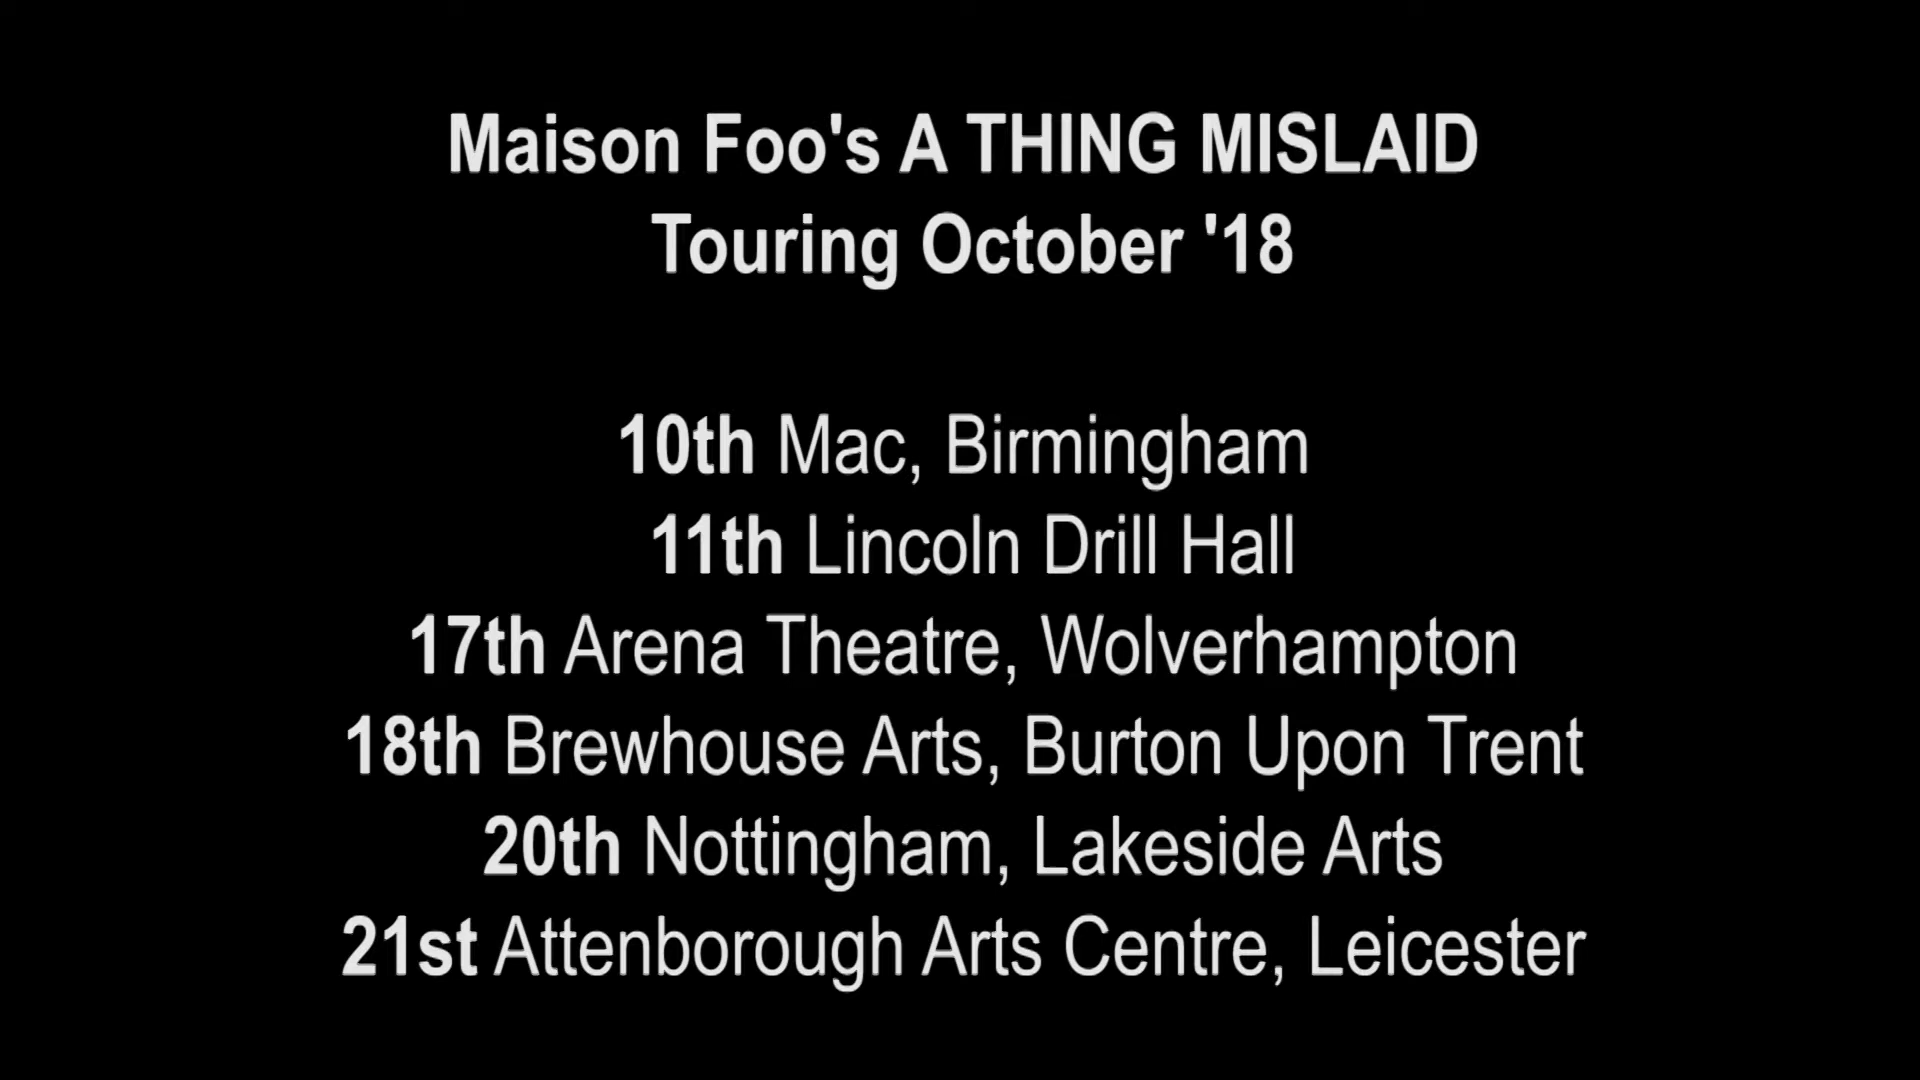 Maison Foo's A THING MISLAID
Touring October '18
10th Mac, Birmingham
11th Lincoln Drill Hall
17th Arena Theatre, Wolverhampton
18th Brewhouse Arts, Burton Upon Trent
20th Nottingham, Lakeside Arts
21st Attenborough Arts Centre, Leicester